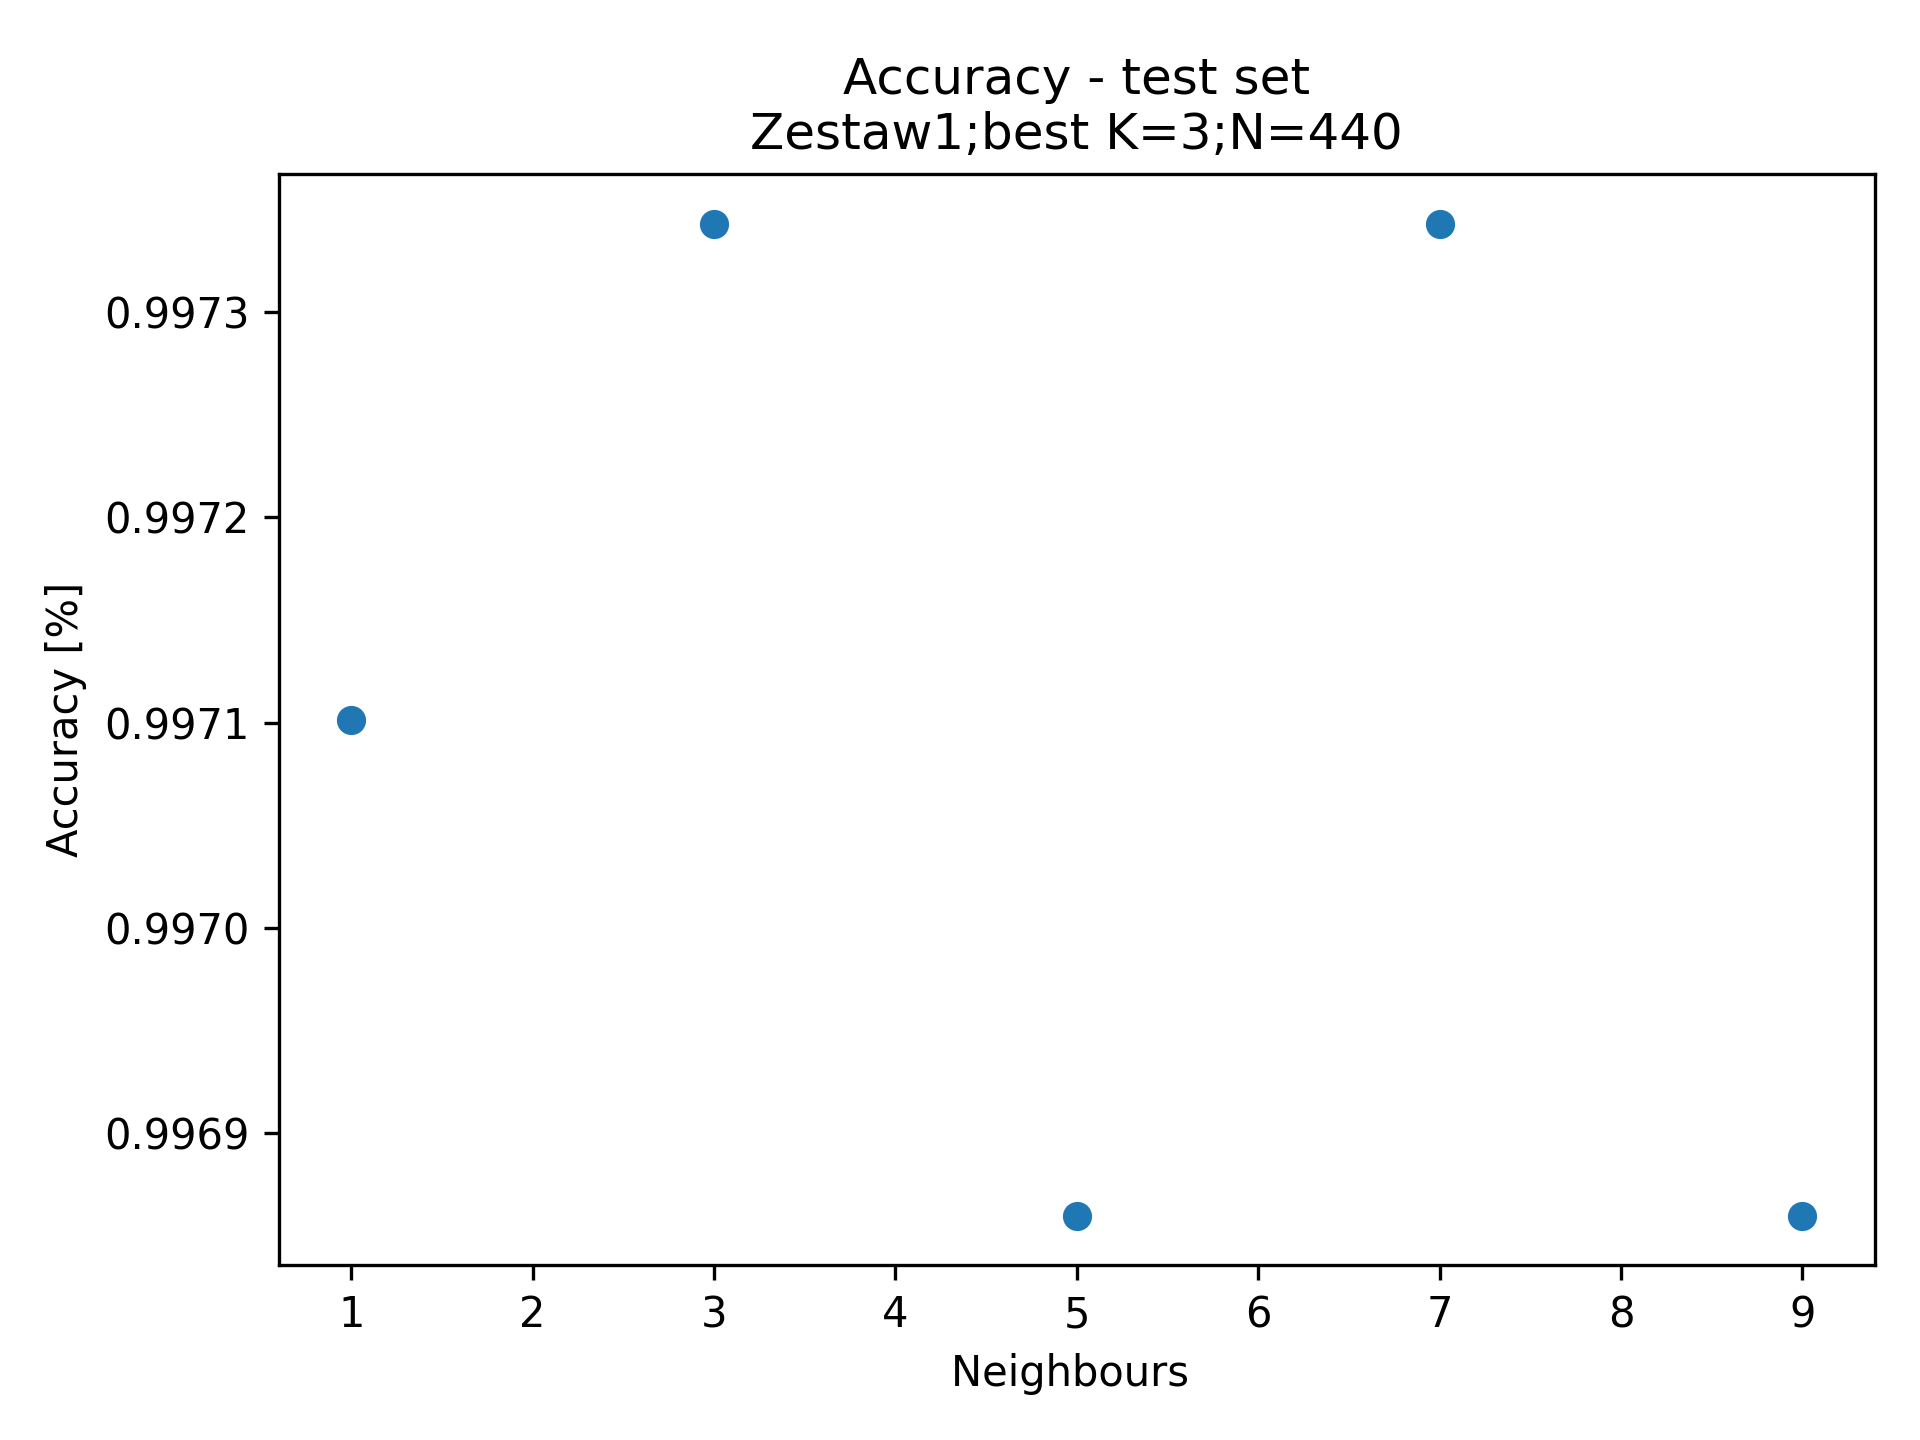 Accuracy - test set
Zestaw1;best K=3;N=440
Accuracy [%]
0.9973
0.9972
0.9971
0.9970
0.9969
1 2 3 4 5 6 7 8 9
Neighbours